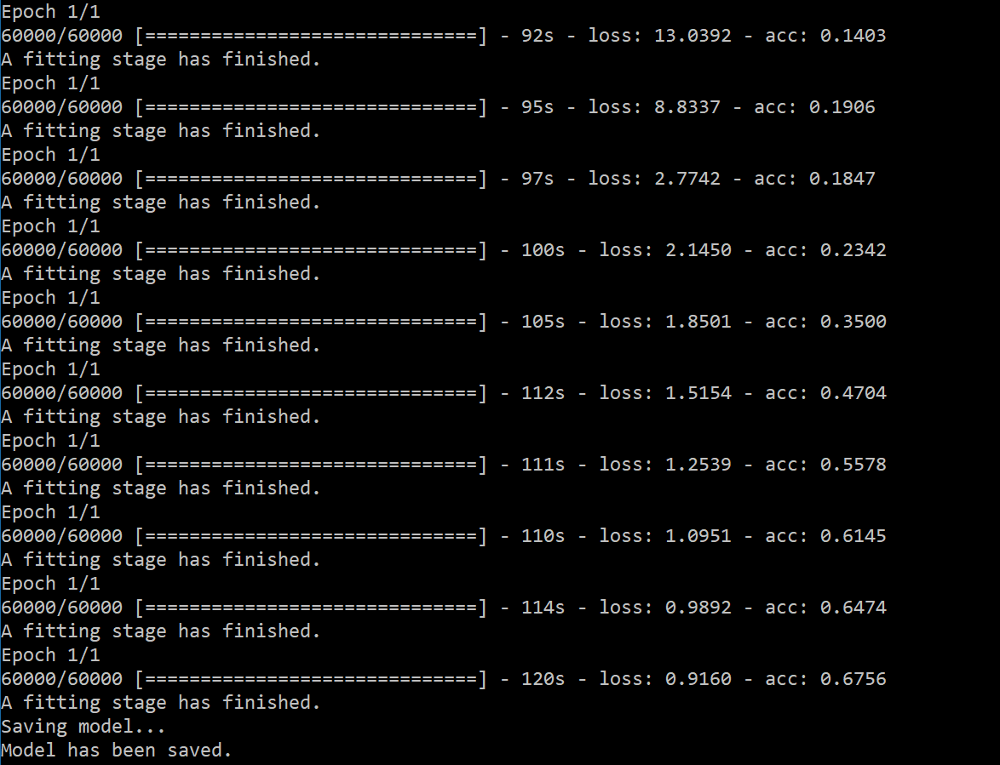 Epoch 1/1
60000/60000 [==============================] - 92s - loss: 13.0392 - acc: 0.1403
A fitting stage has finished.
Epoch 1/1
60000/60000 [==============================] - 95s - loss: 8.8337 - acc: 0.1906
A fitting stage has finished.
Epoch 1/1
60000/60000 [==============================] - 97s - loss: 2.7742 - acc: 0.1847
A fitting stage has finished.
Epoch 1/1
60000/60000 [==============================] - 100s - loss: 2.1450 - acc: 0.2342
A fitting stage has finished.
Epoch 1/1
60000/60000 [==============================] - 105s - loss: 1.8501 - acc: 0.3500
A fitting stage has finished.
Epoch 1/1
60000/60000 [==============================] - 112s - loss: 1.5154 - acc: 0.4704
A fitting stage has finished.
Epoch 1/1
60000/60000 [==============================] - 111s - loss: 1.2539 - acc: 0.5578
A fitting stage has finished.
Epoch 1/1
60000/60000 [==============================] - 110s - loss: 1.0951 - acc: 0.6145
A fitting stage has finished.
Epoch 1/1
60000/60000 [==============================] - 114s - loss: 0.9892 - acc: 0.6474
A fitting stage has finished.
Epoch 1/1
60000/60000 [==============================] - 120s - loss: 0.9160 - acc: 0.6756
A fitting stage has finished.
Saving model...
Model has been saved.